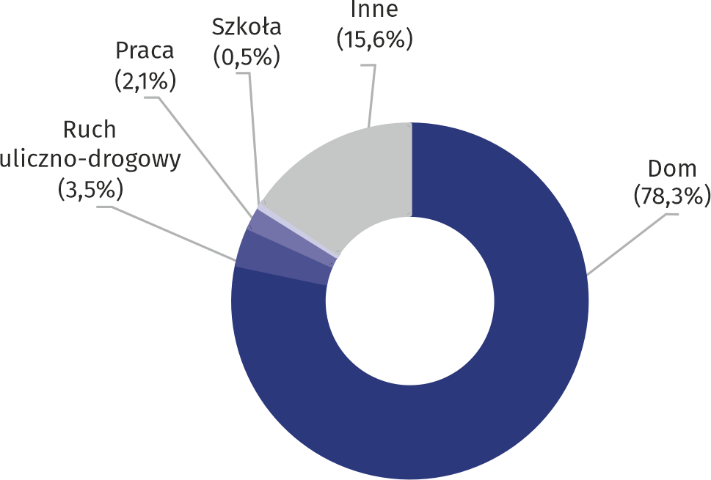 Inne
(15,6%)
Szkoła
(0,5%)
Praca
(2,1%)
Ruch
uliczno-drogowy
(3,5%)
Dom
(78,3%)